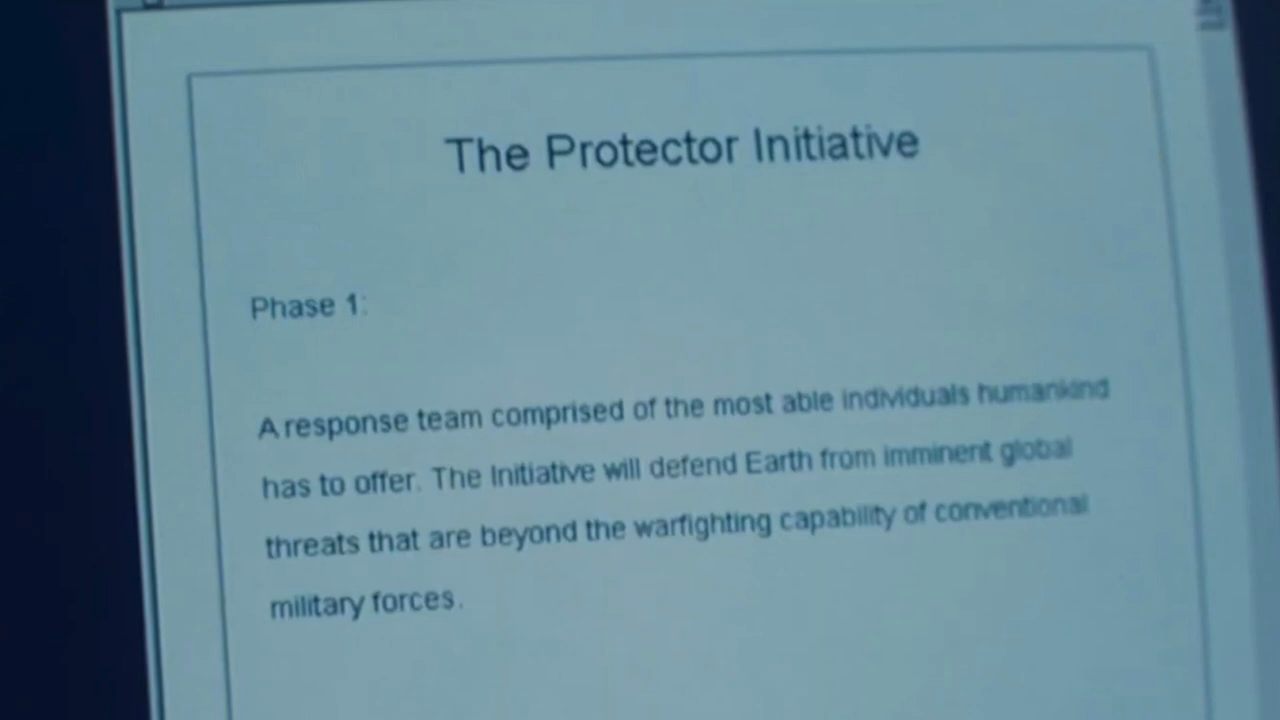 The Protector Initiative
Phase 1:
A response team comprised of the most able individuals humankind
has to offer. The Initiative will defend Earth from imminent global
threats that are beyond the warfighting capability of conventional
military forces.